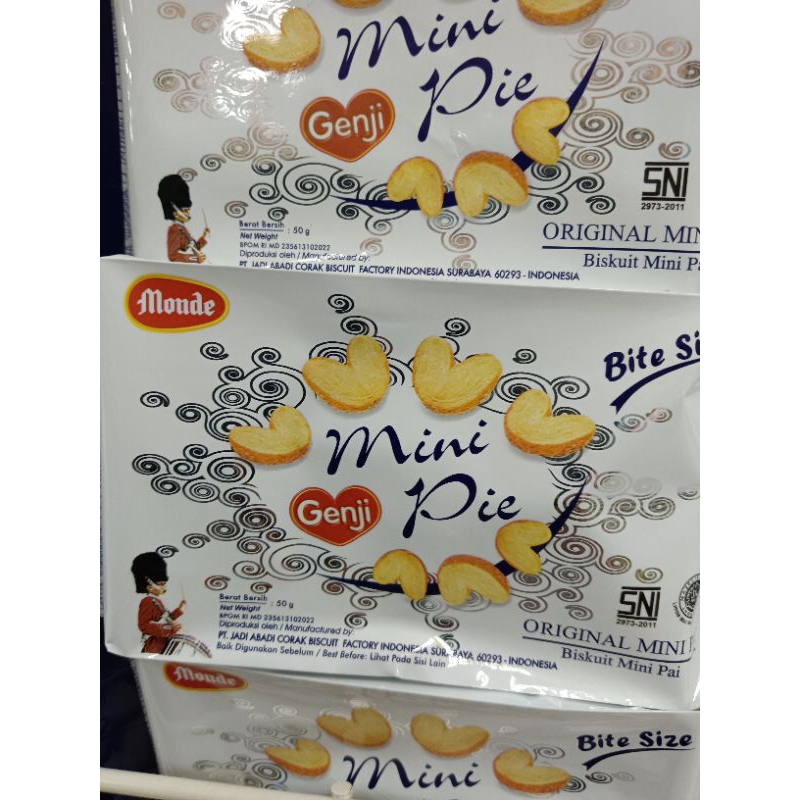 Mini
Pie
Genji
SNI
2973-2011
Berat Bersih : 50 g
Net Weight
BPOM RI MD 235613102022
Diproduksi oleh / Manufactured by:
PT. JADI ABADI CORAK BISCUIT FACTORY INDONESIA SURABAYA 60293 - INDONESIA
ORIGINAL
Biskuit Mini
Monde
Bite
Mini
Pie
Genji
SNI
2973-2011
Berat Bersih : 50 g
Net Weight
BPOM RI MD 235613102022
Diproduksi oleh / Manufactured by:
PT. JADI ABADI CORAK BISCUIT FACTORY INDONESIA SURABAYA 60293 - INDONESIA
Baik Digunakan Sebelum / Best Before: Lihat Pada Sisi Lain
ORIGINAL MINI
Biskuit Mini Pai
Monde
Bite Size
Mini